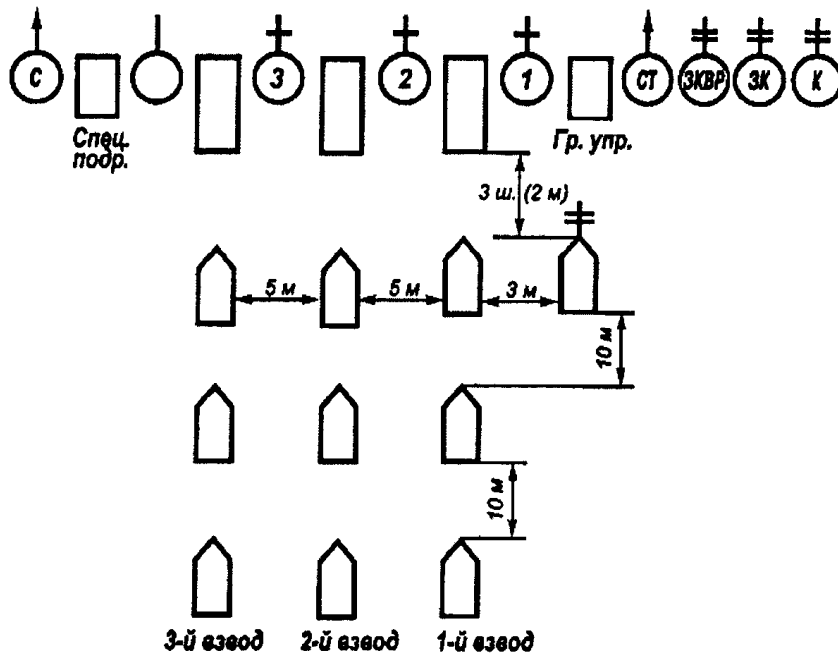 С
3
2
1
СТ
ЗКВР
ЗК
К
Спец.
подр.
Гр. упр.
3 ш. (2 м)
5 м
5 м
3 м
10 м
10 м
3-й взвод
2-й взвод
1-й взвод